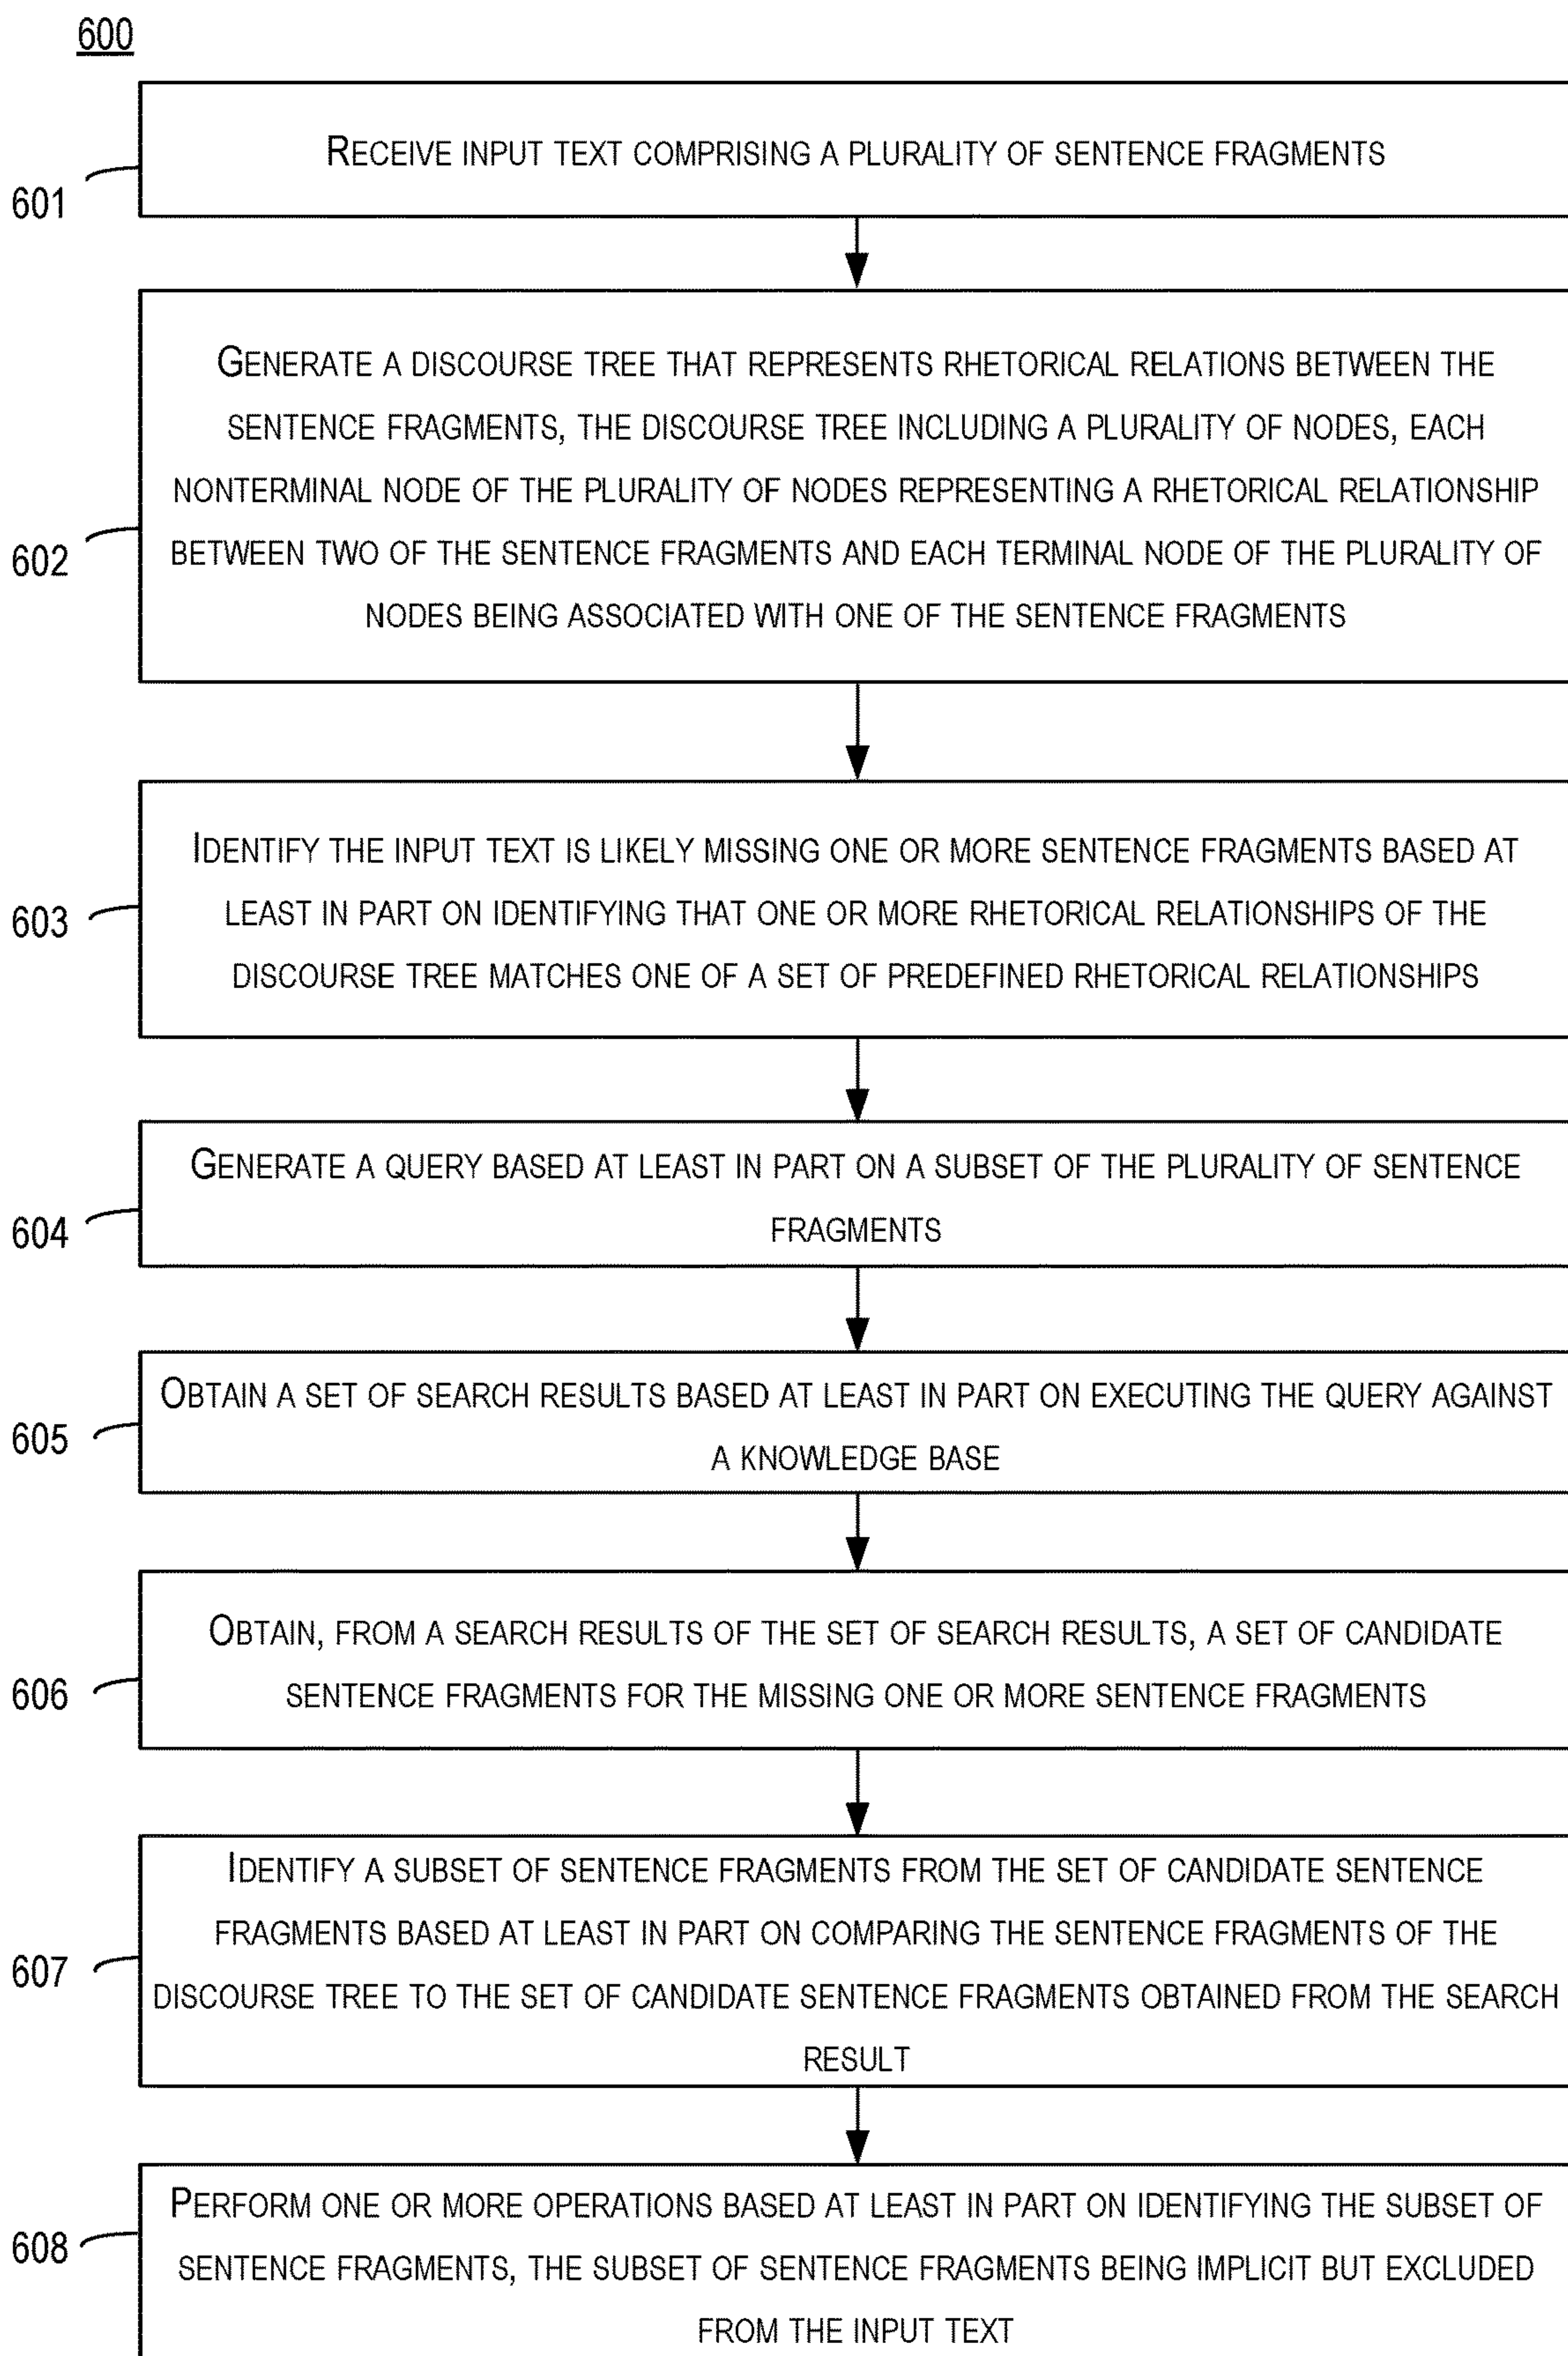 600
RECEIVE INPUT TEXT COMPRISING A PLURALITY OF SENTENCE FRAGMENTS
601
GENERATE A DISCOURSE TREE THAT REPRESENTS RHETORICAL RELATIONS BETWEEN THE
SENTENCE FRAGMENTS, THE DISCOURSE TREE INCLUDING A PLURALITY OF NODES, EACH
NONTERMINAL NODE OF THE PLURALITY OF NODES REPRESENTING A RHETORICAL RELATIONSHIP
BETWEEN TWO OF THE SENTENCE FRAGMENTS AND EACH TERMINAL NODE OF THE PLURALITY OF
NODES BEING ASSOCIATED WITH ONE OF THE SENTENCE FRAGMENTS
602
IDENTIFY THE INPUT TEXT IS LIKELY MISSING ONE OR MORE SENTENCE FRAGMENTS BASED AT
LEAST IN PART ON IDENTIFYING THAT ONE OR MORE RHETORICAL RELATIONSHIPS OF THE
DISCOURSE TREE MATCHES ONE OF A SET OF PREDEFINED RHETORICAL RELATIONSHIPS
603
GENERATE A QUERY BASED AT LEAST IN PART ON A SUBSET OF THE PLURALITY OF SENTENCE
FRAGMENTS
604
OBTAIN A SET OF SEARCH RESULTS BASED AT LEAST IN PART ON EXECUTING THE QUERY AGAINST
A KNOWLEDGE BASE
605
OBTAIN, FROM A SEARCH RESULTS OF THE SET OF SEARCH RESULTS, A SET OF CANDIDATE
SENTENCE FRAGMENTS FOR THE MISSING ONE OR MORE SENTENCE FRAGMENTS
606
IDENTIFY A SUBSET OF SENTENCE FRAGMENTS FROM THE SET OF CANDIDATE SENTENCE
FRAGMENTS BASED AT LEAST IN PART ON COMPARING THE SENTENCE FRAGMENTS OF THE
DISCOURSE TREE TO THE SET OF CANDIDATE SENTENCE FRAGMENTS OBTAINED FROM THE SEARCH
RESULT
607
PERFORM ONE OR MORE OPERATIONS BASED AT LEAST IN PART ON IDENTIFYING THE SUBSET OF
SENTENCE FRAGMENTS, THE SUBSET OF SENTENCE FRAGMENTS BEING IMPLICIT BUT EXCLUDED
FROM THE INPUT TEXT
608